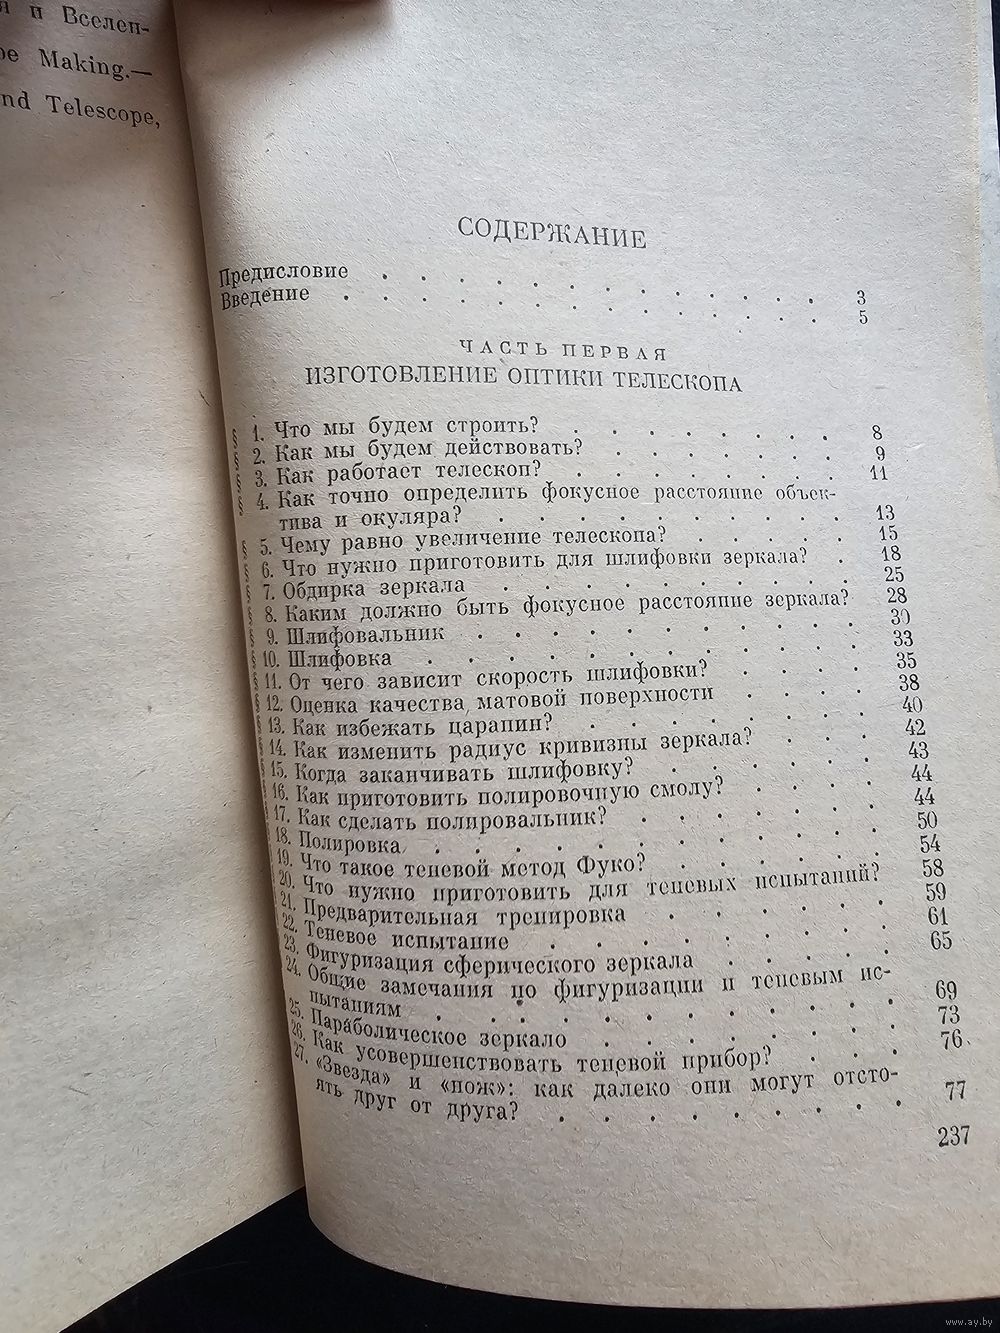 я и Вселен-
ре Making.—
nd Telescope,
СОДЕРЖАНИЕ
Предисловие . . . . . . . . . . . . 3
Введение . . . . . . . . . . . . . 5
ЧАСТЬ ПЕРВАЯ
ИЗГОТОВЛЕНИЕ ОПТИКИ ТЕЛЕСКОПА
1. Что мы будем строить? . . . . . . . 8
2. Как мы будем действовать? . . . . . . 9
3. Как работает телескоп? . . . . . . . 11
4. Как точно определить фокусное расстояние объек-
тива и окуляра? . . . . . . . . . 13
5. Чему равно увеличение телескопа? . . . . . 15
6. Что нужно приготовить для шлифовки зеркала? . 18
7. Обдирка зеркала . . . . . . . . . 25
8. Каким должно быть фокусное расстояние зеркала? 28
9. Шлифовальник . . . . . . . . . . 30
10. Шлифовка . . . . . . . . . . . 33
11. От чего зависит скорость шлифовки? . . . . 35
12. Оценка качества матовой поверхности . . . . 38
13. Как избежать царапин? . . . . . . . 40
14. Как изменить радиус кривизны зеркала? . . . 42
15. Когда заканчивать шлифовку? . . . . . 43
16. Как приготовить полировочную смолу? . . . . 44
17. Как сделать полировальник? . . . . . . 44
18. Полировка . . . . . . . . . . . 50
19. Что такое теневой метод Фуко? . . . . . 54
20. Что нужно приготовить для теневых испытаний? 58
21. Предварительная тренировка . . . . . . 59
22. Теневое испытание . . . . . . . . 61
23. Фигуризация сферического зеркала . . . . . 65
24. Общие замечания по фигуризации и теневым ис-
пытаниям . . . . . . . . . . . 69
25. Параболическое зеркало . . . . . . . 73
26. Как усовершенствовать теневой прибор? . . . 76
27. «Звезда» и «нож»: как далеко они могут отсто-
ять друг от друга? . . . . . . . . 77
237
www.ay.by